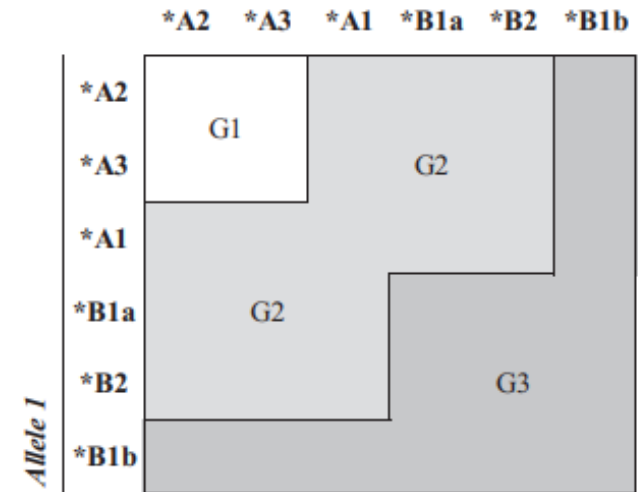 *A2 *A3 *A1 *B1a *B2 *B1b
*A2
G1
*A3
G2
*A1
*B1a
G2
*B2
G3
*B1b
Allele 1